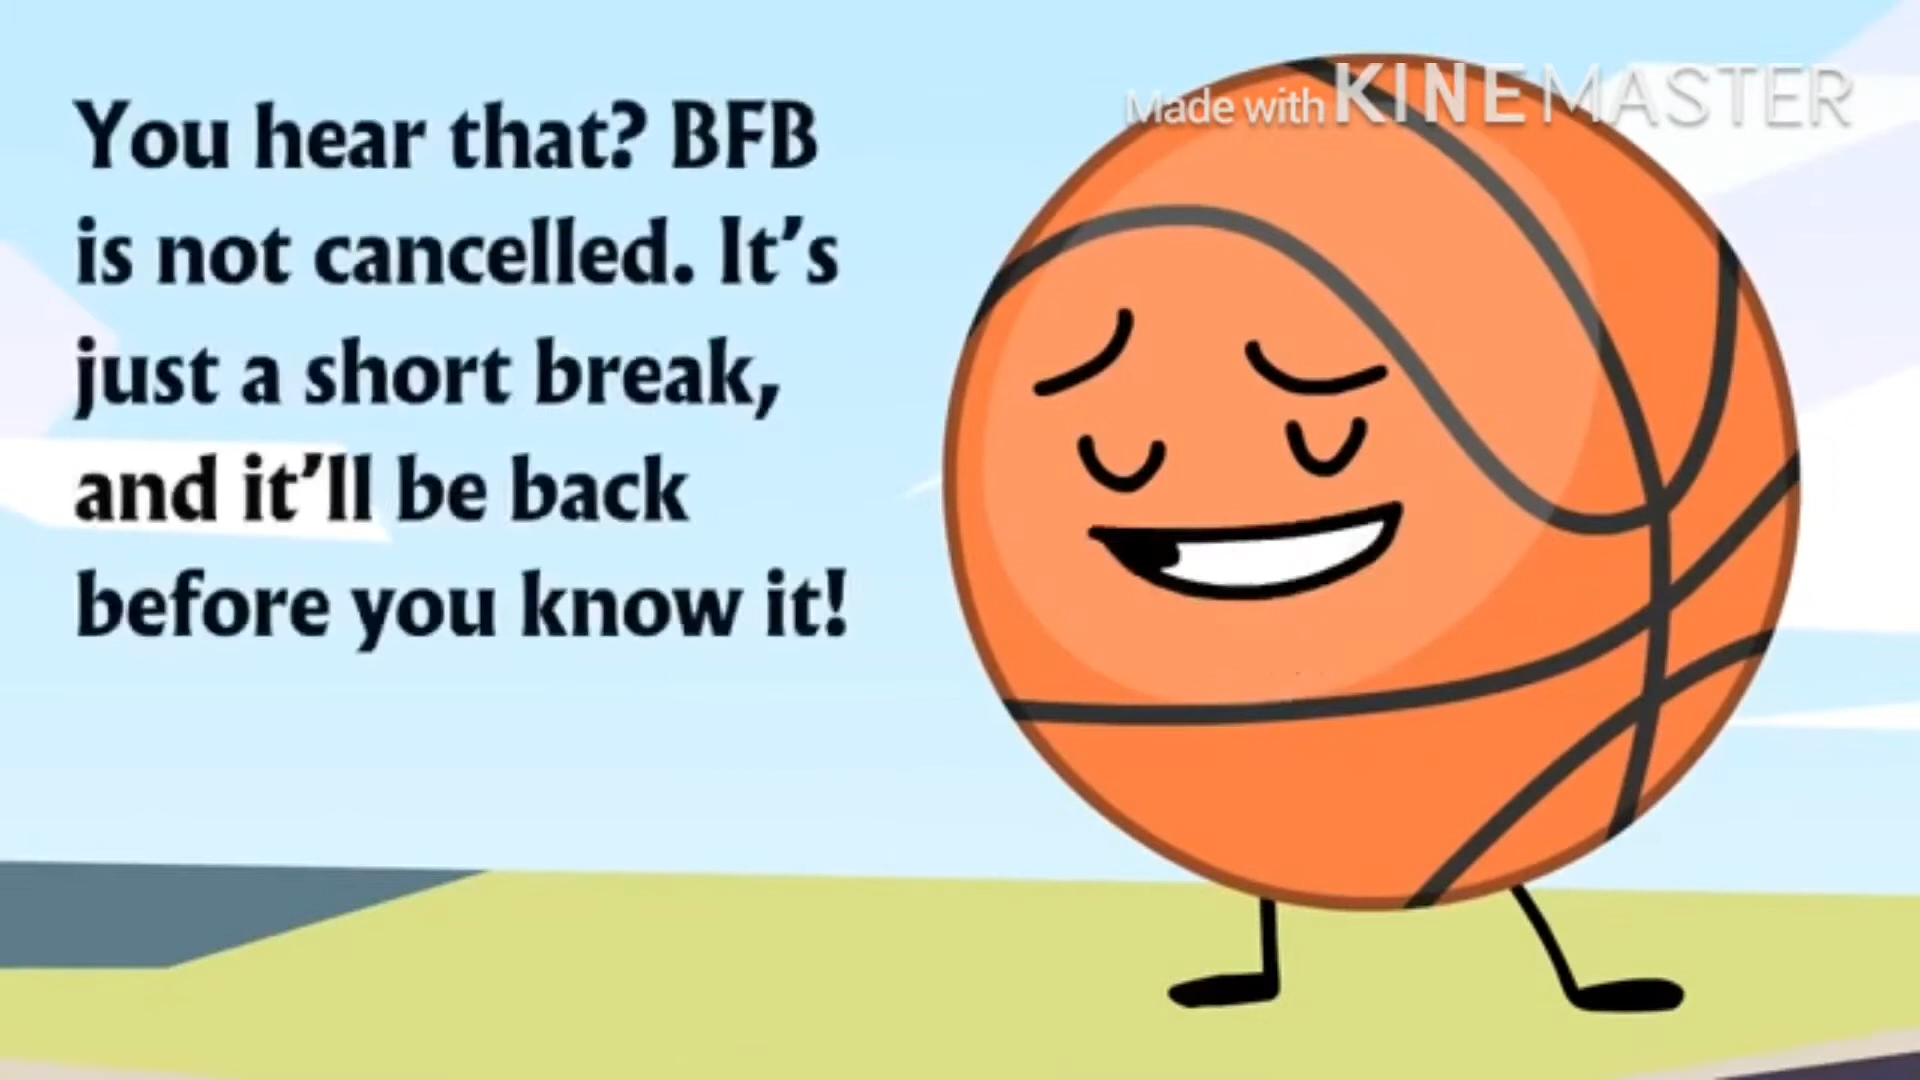 You hear that? BFB
is not cancelled. It's
just a short break,
and it'll be back
before you know it!
Made with KINEMASTER